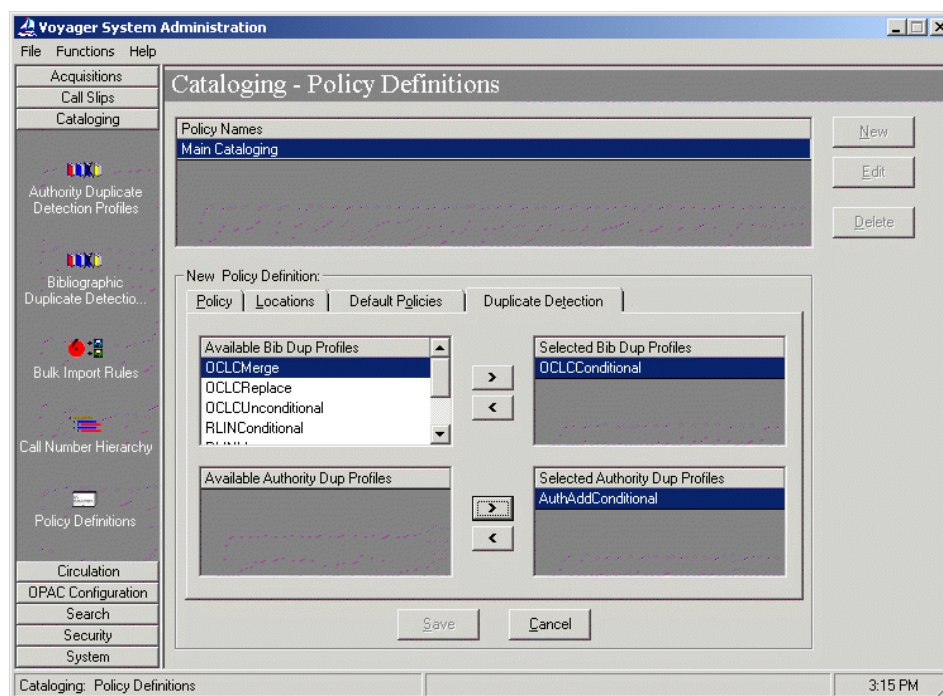 Voyager System Administration
File Functions Help
Acquisitions
Call Slips
Cataloging
Authority Duplicate
Detection Profiles
Bibliographic
Duplicate Detectio...
Bulk Import Rules
Call Number Hierarchy
Policy Definitions
Circulation
OPAC Configuration
Search
Security
System
Cataloging - Policy Definitions
Policy Names
Main Cataloging
New
Edit
Delete
New Policy Definition:
Policy Locations Default Policies Duplicate Detection
Available Bib Dup Profiles
OCLCMerge
OCLCReplace
OCLCUnconditional
RLINConditional
>
<
Selected Bib Dup Profiles
OCLCConditional
Available Authority Dup Profiles
>
<
Selected Authority Dup Profiles
AuthAddConditional
Save Cancel
Cataloging: Policy Definitions
3:15 PM